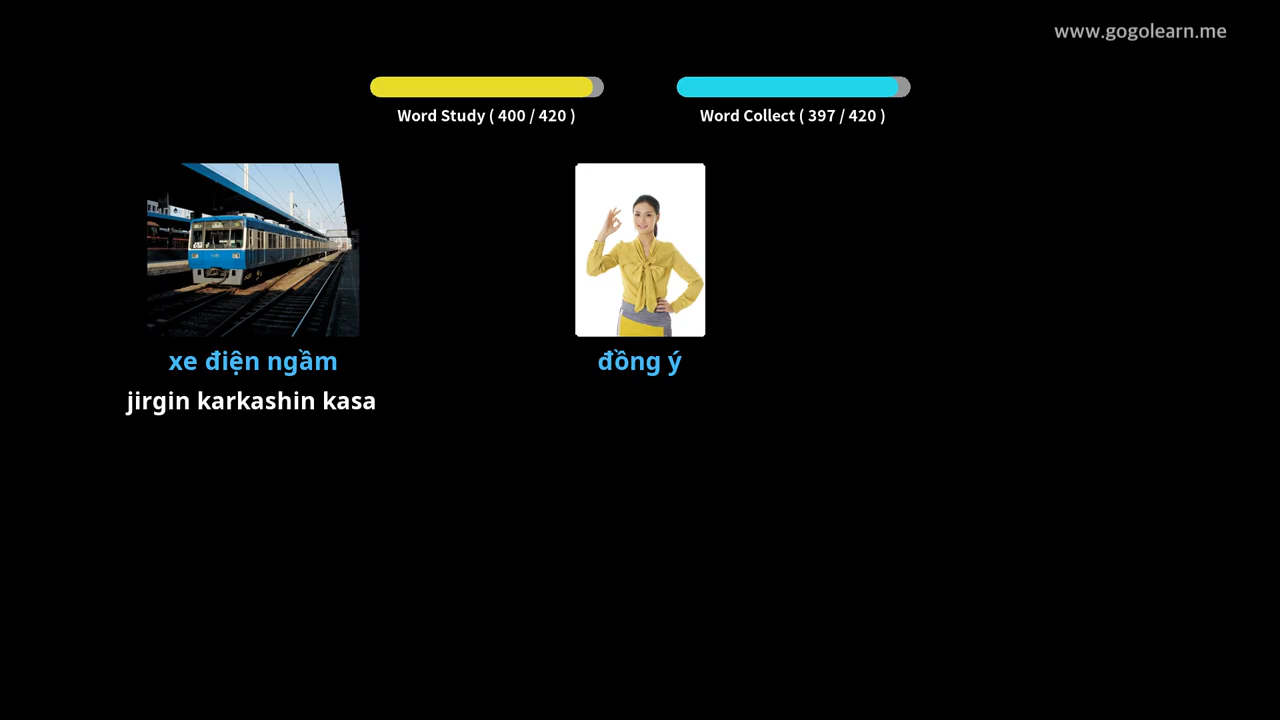 www.gogolearn.me
Word Study ( 400 / 420 )
Word Collect ( 397 / 420 )
xe điện ngầm
đồng ý
jirgin karkashin kasa